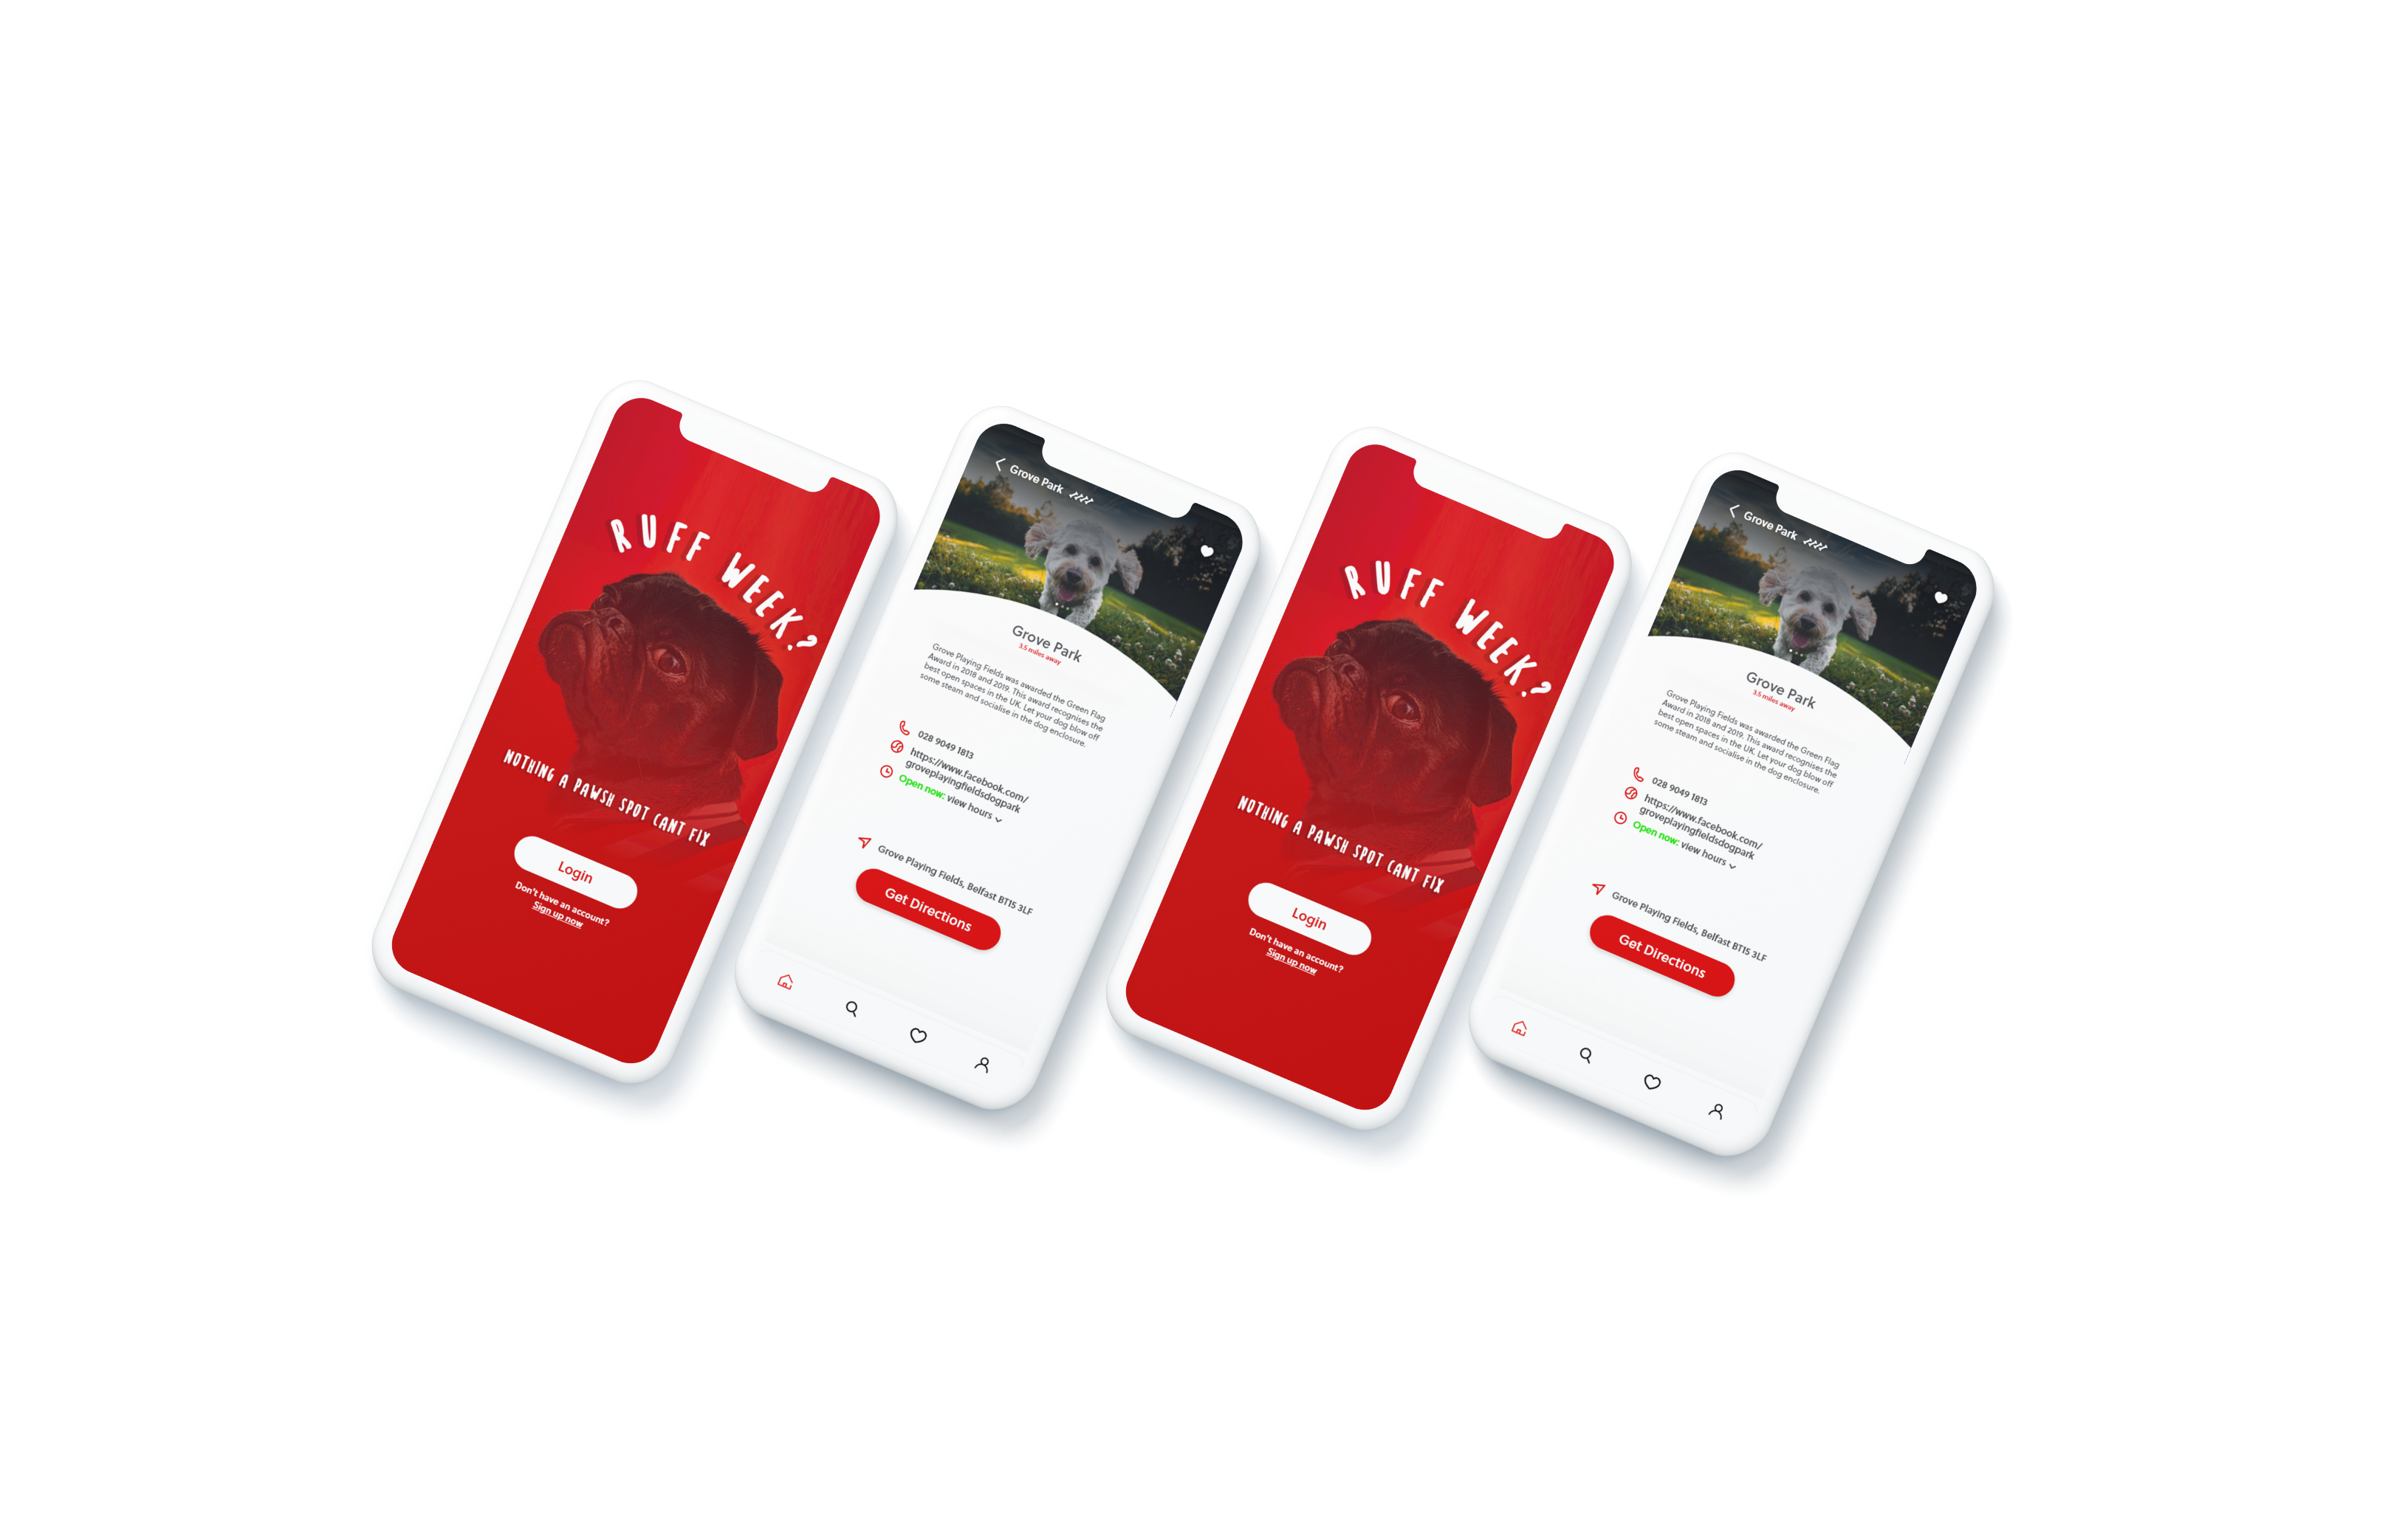 RUFF WEEK?
NOTHING A PAWSH SPOT CANT FIX
Login
Don't have an account?
Sign up now
Grove Park
Grove Park
3.5 miles away
Grove Playing Fields was awarded the Green Flag
Award in 2018 and 2019. This award recognises the
best open spaces in the UK. Let your dog blow off
some steam and socialise in the dog enclosure.
028 9049 1813
https://www.facebook.com/
groveplayingfieldsdogpark
Open now: view hours
Grove Playing Fields, Belfast BT15 3LF
Get Directions
RUFF WEEK?
NOTHING A PAWSH SPOT CANT FIX
Login
Don't have an account?
Sign up now
Grove Park
Grove Park
3.5 miles away
Grove Playing Fields was awarded the Green Flag
Award in 2018 and 2019. This award recognises the
best open spaces in the UK. Let your dog blow off
some steam and socialise in the dog enclosure.
028 9049 1813
https://www.facebook.com/
groveplayingfieldsdogpark
Open now: view hours
Grove Playing Fields, Belfast BT15 3LF
Get Directions